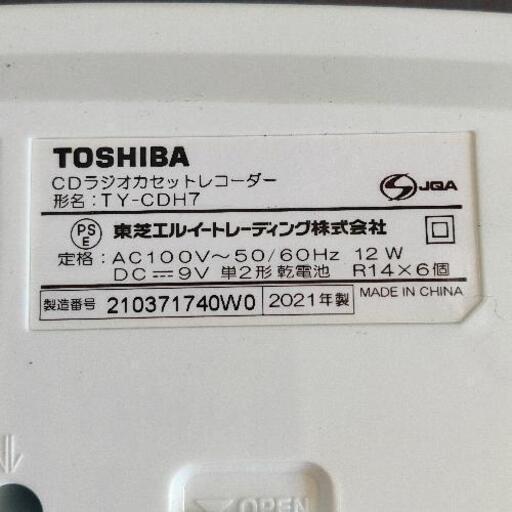 TOSHIBA
CDラジオカセットレコーダー
形名：TY-CDH7
JQA
PS E 東芝エルイートレーディング株式会社
定格：AC100V～50/60Hz 12W
DC⎓9V 単2形 乾電池 R14×6個
製造番号 210371740W0 2021年製 MADE IN CHINA
OPEN